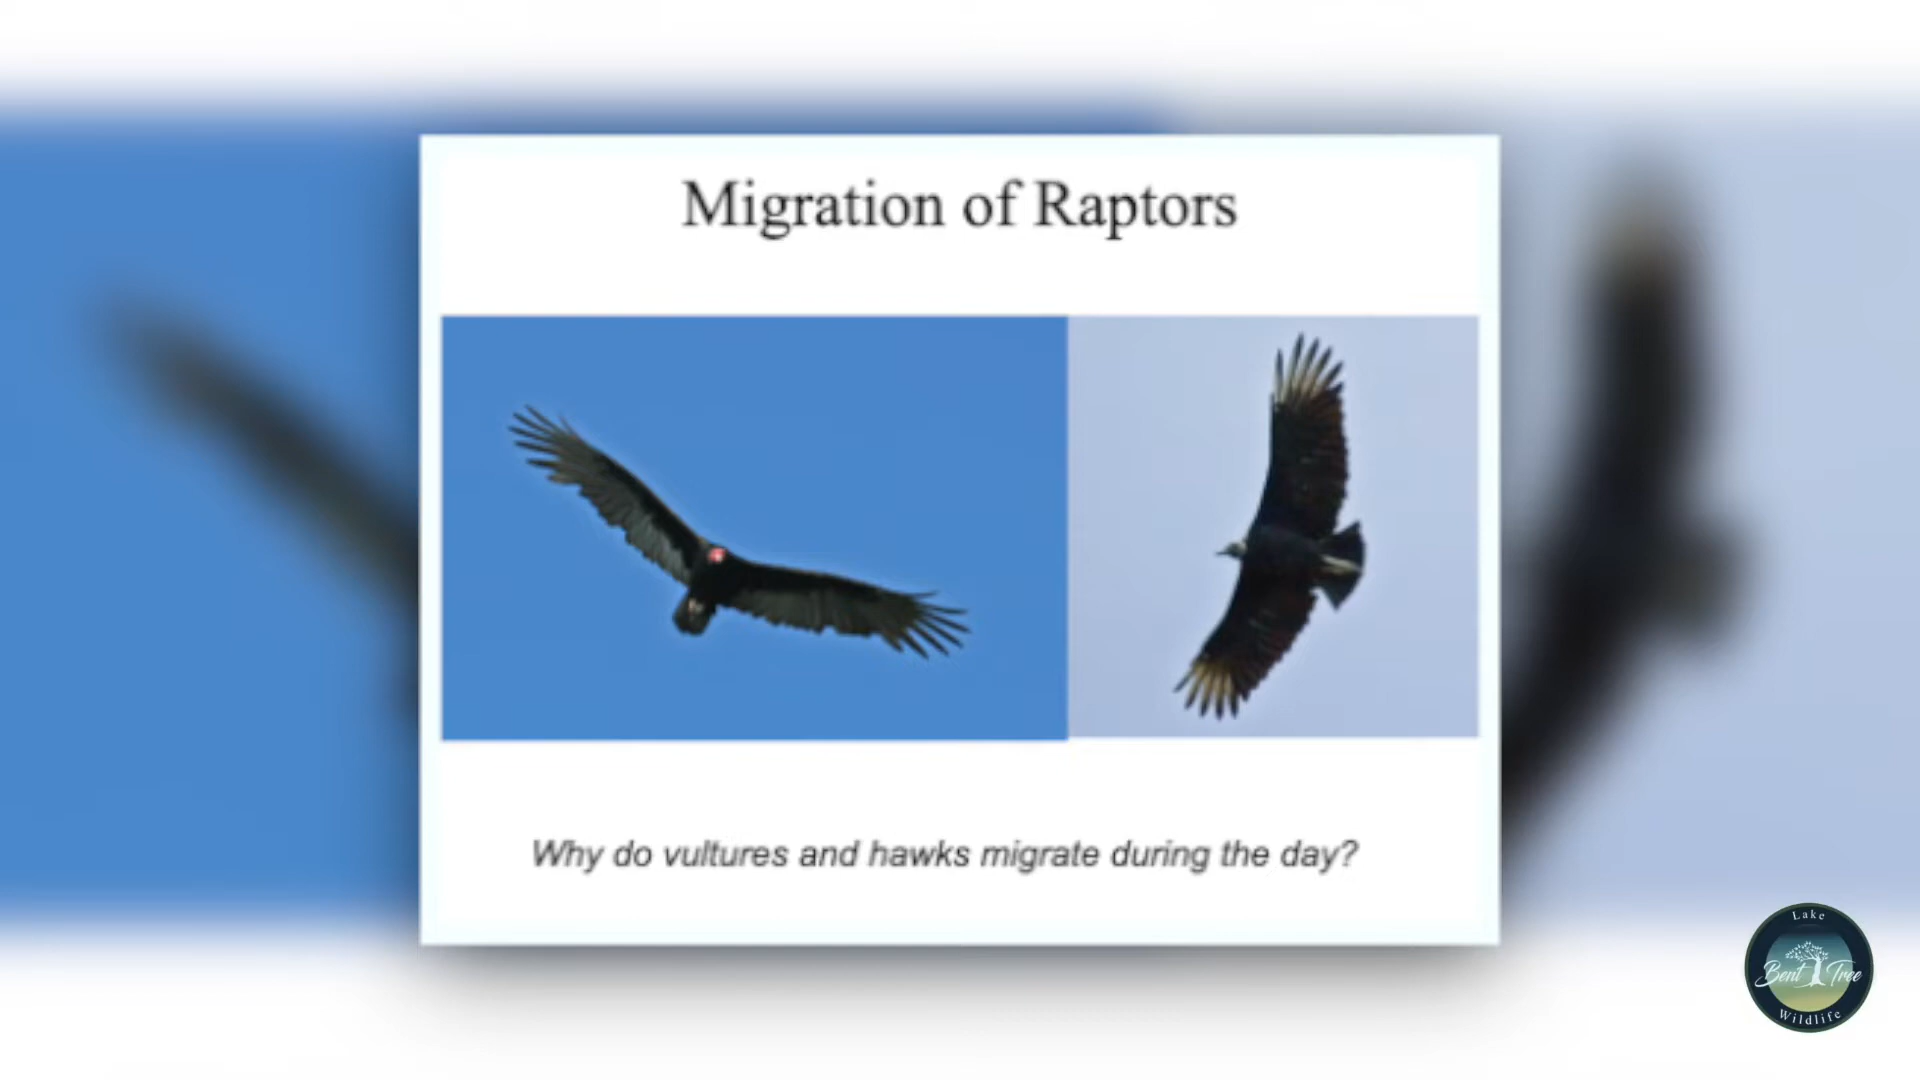 Migration of Raptors
Why do vultures and hawks migrate during the day?
Lake
Bent Tree
Wildlife